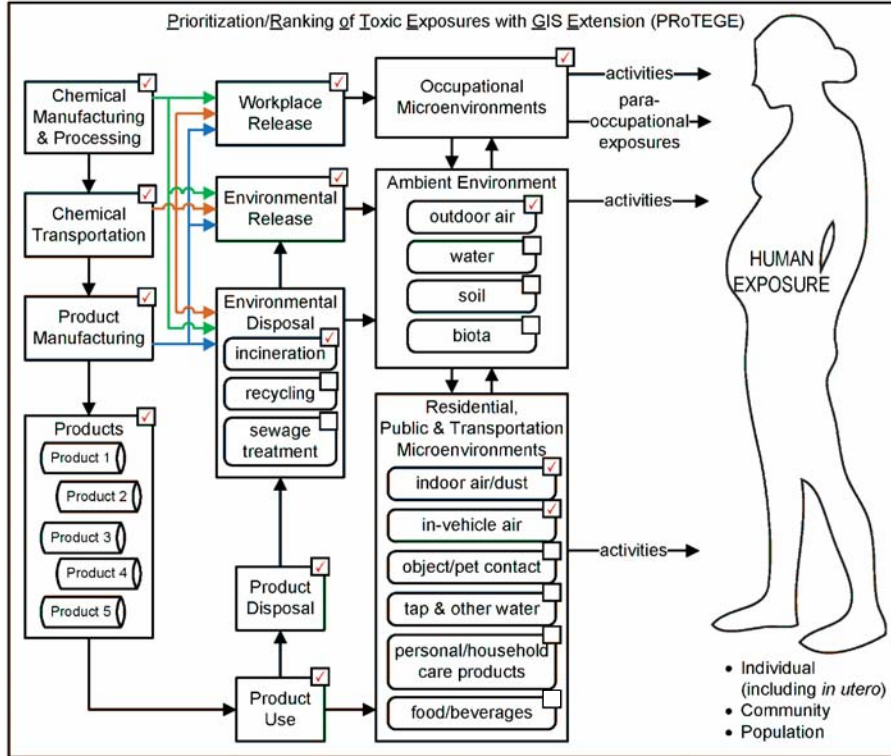 Prioritization/Ranking of Toxic Exposures with GIS Extension (PRoTEGE)
Chemical
Manufacturing
& Processing
Chemical
Transportation
Product
Manufacturing
Products
Product 1
Product 2
Product 3
Product 4
Product 5
Workplace
Release
Environmental
Release
Environmental
Disposal
incineration
recycling
sewage
treatment
Product
Disposal
Product
Use
Occupational
Microenvironments
Ambient Environment
outdoor air
water
soil
biota
Residential,
Public & Transportation
Microenvironments
indoor air/dust
in-vehicle air
object/pet contact
tap & other water
personal/household
care products
food/beverages
activities
para-
occupational
exposures
activities
activities
HUMAN
EXPOSURE
• Individual
(including in utero)
• Community
• Population